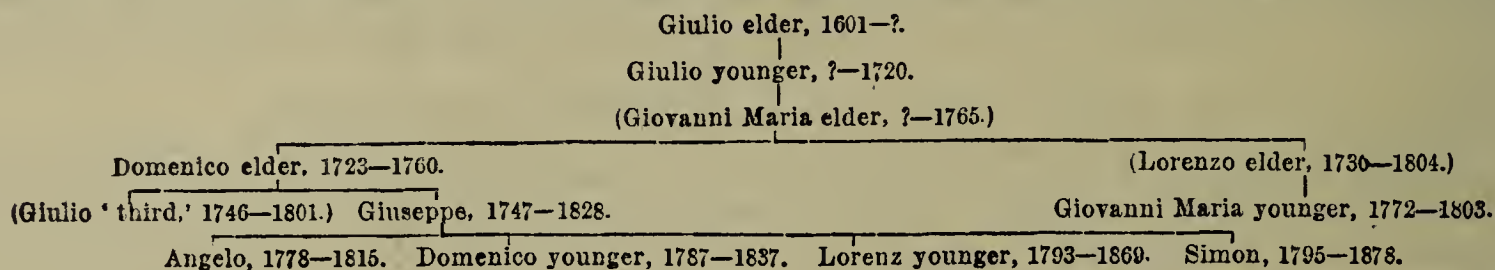 Giulio elder, 1601—?.
Giulio younger, ?—1720.
(Giovanni Maria elder, ?—1765.)
Domenico elder, 1723—1760. (Lorenzo elder, 1730—1804.)
(Giulio ‘ third,’ 1746—1801.) Giuseppe, 1747—1828. Giovanni Maria younger, 1772—1803.
Angelo, 1778—1815. Domenico younger, 1787—1837. Lorenz younger, 1793—1869. Simon, 1795—1878.